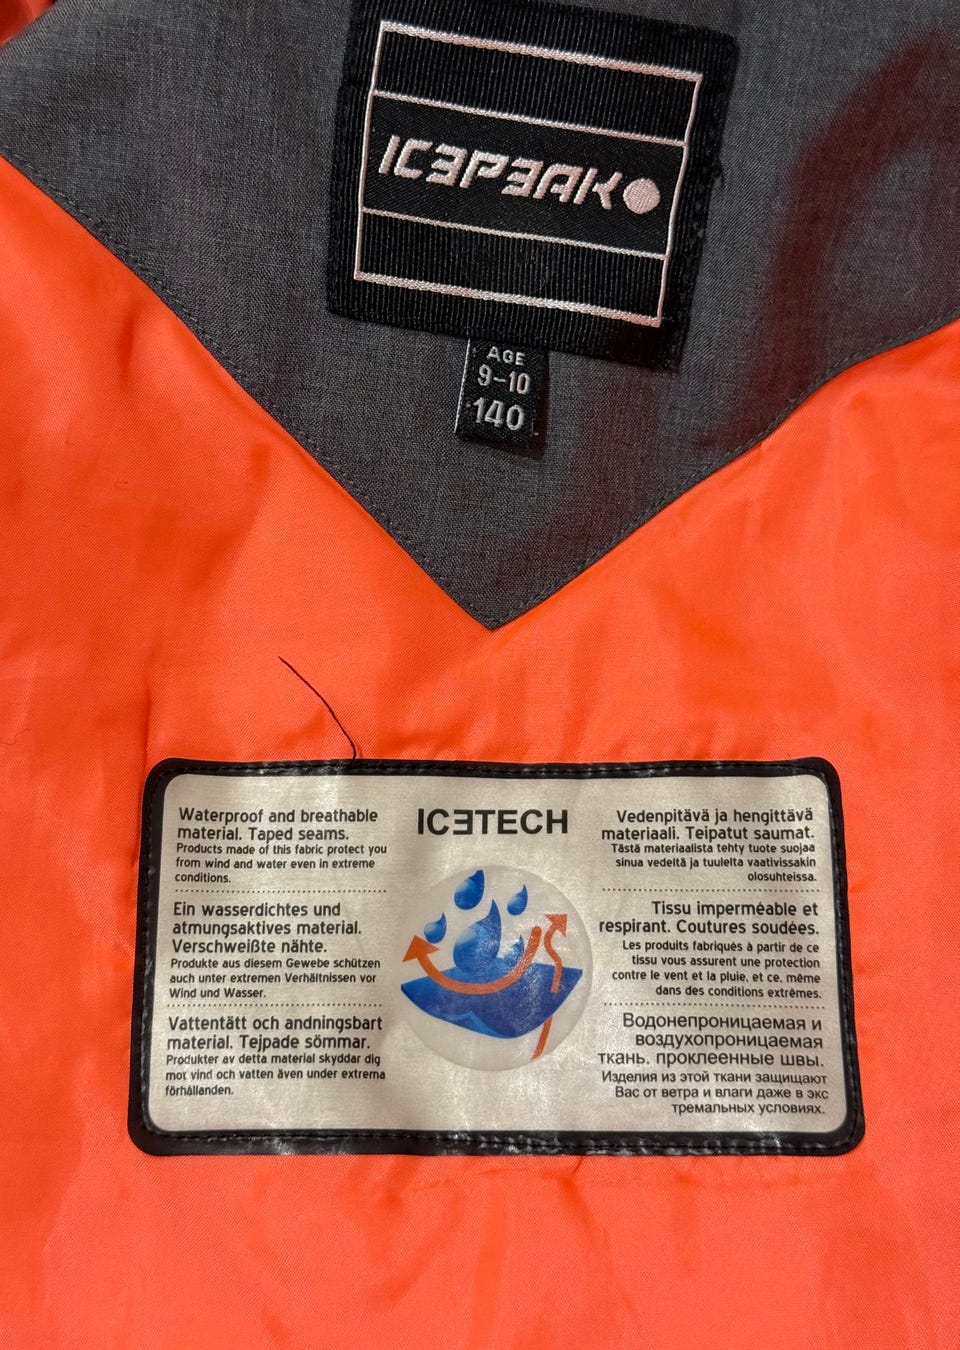 ICEPEAK
AGE
9-10
140
ICETECH
Waterproof and breathable
material. Taped seams.
Products made of this fabric protect you
from wind and water even in extreme
conditions.
Ein wasserdichtes und
atmungsaktives material.
Verschweißte nähte.
Produkte aus diesem Gewebe schützen
auch unter extremen Verhältnissen vor
Wind und Wasser.
Vattentätt och andningsbart
material. Tejpade sömmar.
Produkter av detta material skyddar dig
mot vind och vatten även under extrema
förhållanden.
Vedenpitävä ja hengittävä
materiaali. Teipatut saumat.
Tästä materiaalista tehty tuote suojaa
sinua vedeltä ja tuulelta vaativissakin
olosuhteissa.
Tissu imperméable et
respirant. Coutures soudées.
Les produits fabriqués à partir de ce
tissu vous assurent une protection
contre le vent et la pluie, et ce, même
dans des conditions extrêmes.
Водонепроницаемая и
воздухопроницаемая
ткань, проклеенные швы.
Изделия из этой ткани защищают
Вас от ветра и влаги даже в экс
тремальных условиях.